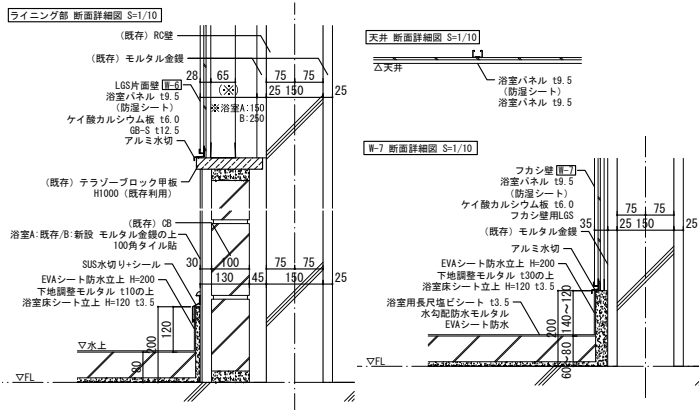 ライニング部 断面詳細図 S=1/10
(既存) RC壁
(既存) モルタル金鏝
28 65 75 75
(※) 25 150 25
LGS片面壁 W-6
浴室パネル t9.5
(防湿シート)
ケイ酸カルシウム板 t6.0
GB-S t12.5
アルミ水切
※浴室A:150
B:250
(既存) テラゾーブロック甲板
H1000 (既存利用)
(既存) CB
浴室A:既存/B:新設 モルタル金鏝の上
100角タイル貼
30 100 75 75
130 45 150 25
SUS水切り+シール
EVAシート防水立上 H=200
下地調整モルタル t10の上
浴室床シート立上 H=120 t3.5
120
200
80
▽水上
▽FL
天井 断面詳細図 S=1/10
△天井
浴室パネル t9.5
(防湿シート)
浴室パネル t9.5
W-7 断面詳細図 S=1/10
フカシ壁 W-7
浴室パネル t9.5
(防湿シート)
ケイ酸カルシウム板 t6.0
フカシ壁用LGS
(既存) モルタル金鏝
75 75
35 25 150 25
アルミ水切
EVAシート防水立上 H=200
下地調整モルタル t30の上
浴室床シート立上 H=120 t3.5
浴室用長尺塩ビシート t3.5
水勾配防水モルタル
EVAシート防水
200
140～120
60～80
▽FL